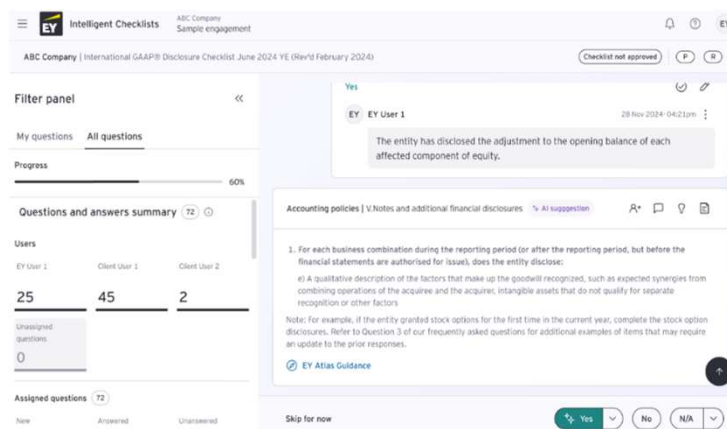 EY
Intelligent Checklists
ABC Company
Sample engagement
EY
ABC Company | International GAAP® Disclosure Checklist June 2024 YE (Rev'd February 2024)
Checklist not approved
P
R
Filter panel
My questions
All questions
Progress
60%
Questions and answers summary 72
Users
EY User 1
Client User 1
Client User 2
25
45
2
Unassigned
questions
0
Assigned questions 72
New
Answered
Unanswered
Yes
EY EY User 1
28 Nov 2024-04:21pm
The entity has disclosed the adjustment to the opening balance of each
affected component of equity.
Accounting policies | V.Notes and additional financial disclosures
AI sugggestion
1. For each business combination during the reporting period (or after the reporting period, but before the
financial statements are authorised for issue), does the entity disclose:
e) A qualitative description of the factors that make up the goodwill recognized, such as expected synergies from
combining operations of the acquiree and the acquirer, intangible assets that do not qualify for separate
recognition or other factors
Note: For example, if the entity granted stock options for the first time in the current year, complete the stock option
disclosures. Refer to Question 3 of our frequently asked questions for additional examples of items that may require
an update to the prior responses.
EY Atlas Guidance
Skip for now
Yes
No
N/A